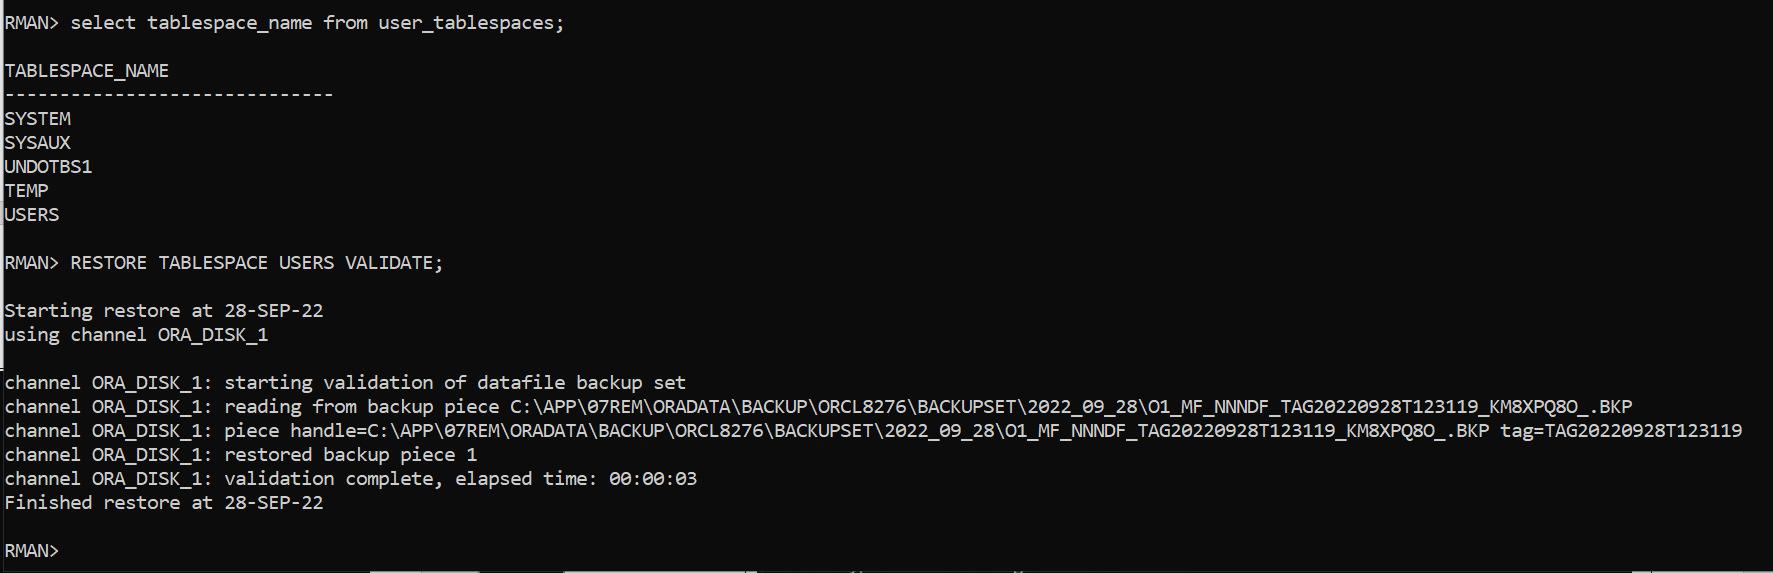 RMAN> select tablespace_name from user_tablespaces;
TABLESPACE_NAME
------------------------------
SYSTEM
SYSAUX
UNDOTBS1
TEMP
USERS
RMAN> RESTORE TABLESPACE USERS VALIDATE;
Starting restore at 28-SEP-22
using channel ORA_DISK_1
channel ORA_DISK_1: starting validation of datafile backup set
channel ORA_DISK_1: reading from backup piece C:\APP\07REM\ORADATA\BACKUP\ORCL8276\BACKUPSET\2022_09_28\O1_MF_NNNDF_TAG20220928T123119_KM8XPQ8O_.BKP
channel ORA_DISK_1: piece handle=C:\APP\07REM\ORADATA\BACKUP\ORCL8276\BACKUPSET\2022_09_28\O1_MF_NNNDF_TAG20220928T123119_KM8XPQ8O_.BKP tag=TAG20220928T123119
channel ORA_DISK_1: restored backup piece 1
channel ORA_DISK_1: validation complete, elapsed time: 00:00:03
Finished restore at 28-SEP-22
RMAN>